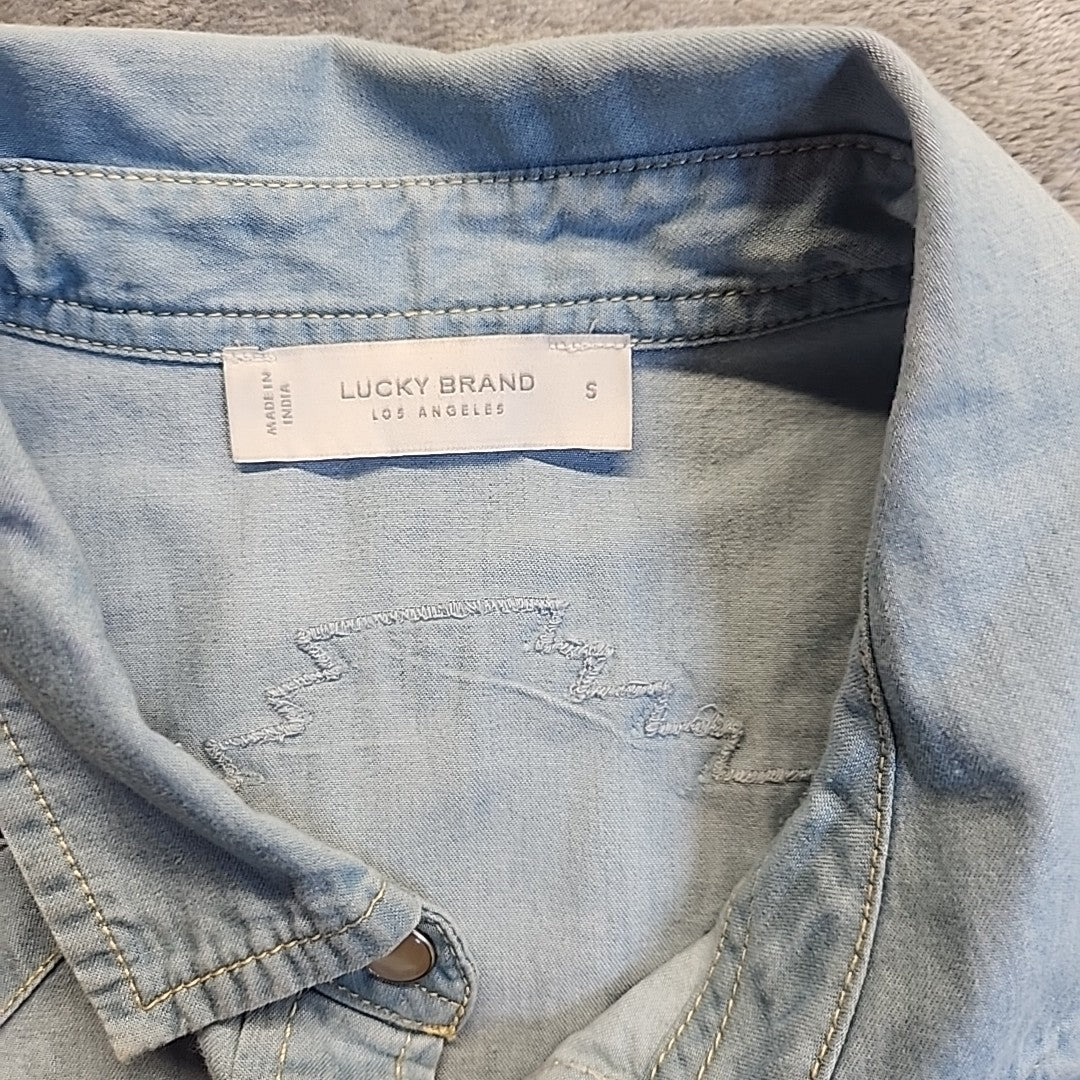 MADE IN
INDIA
LUCKY BRAND
LOS ANGELES
S